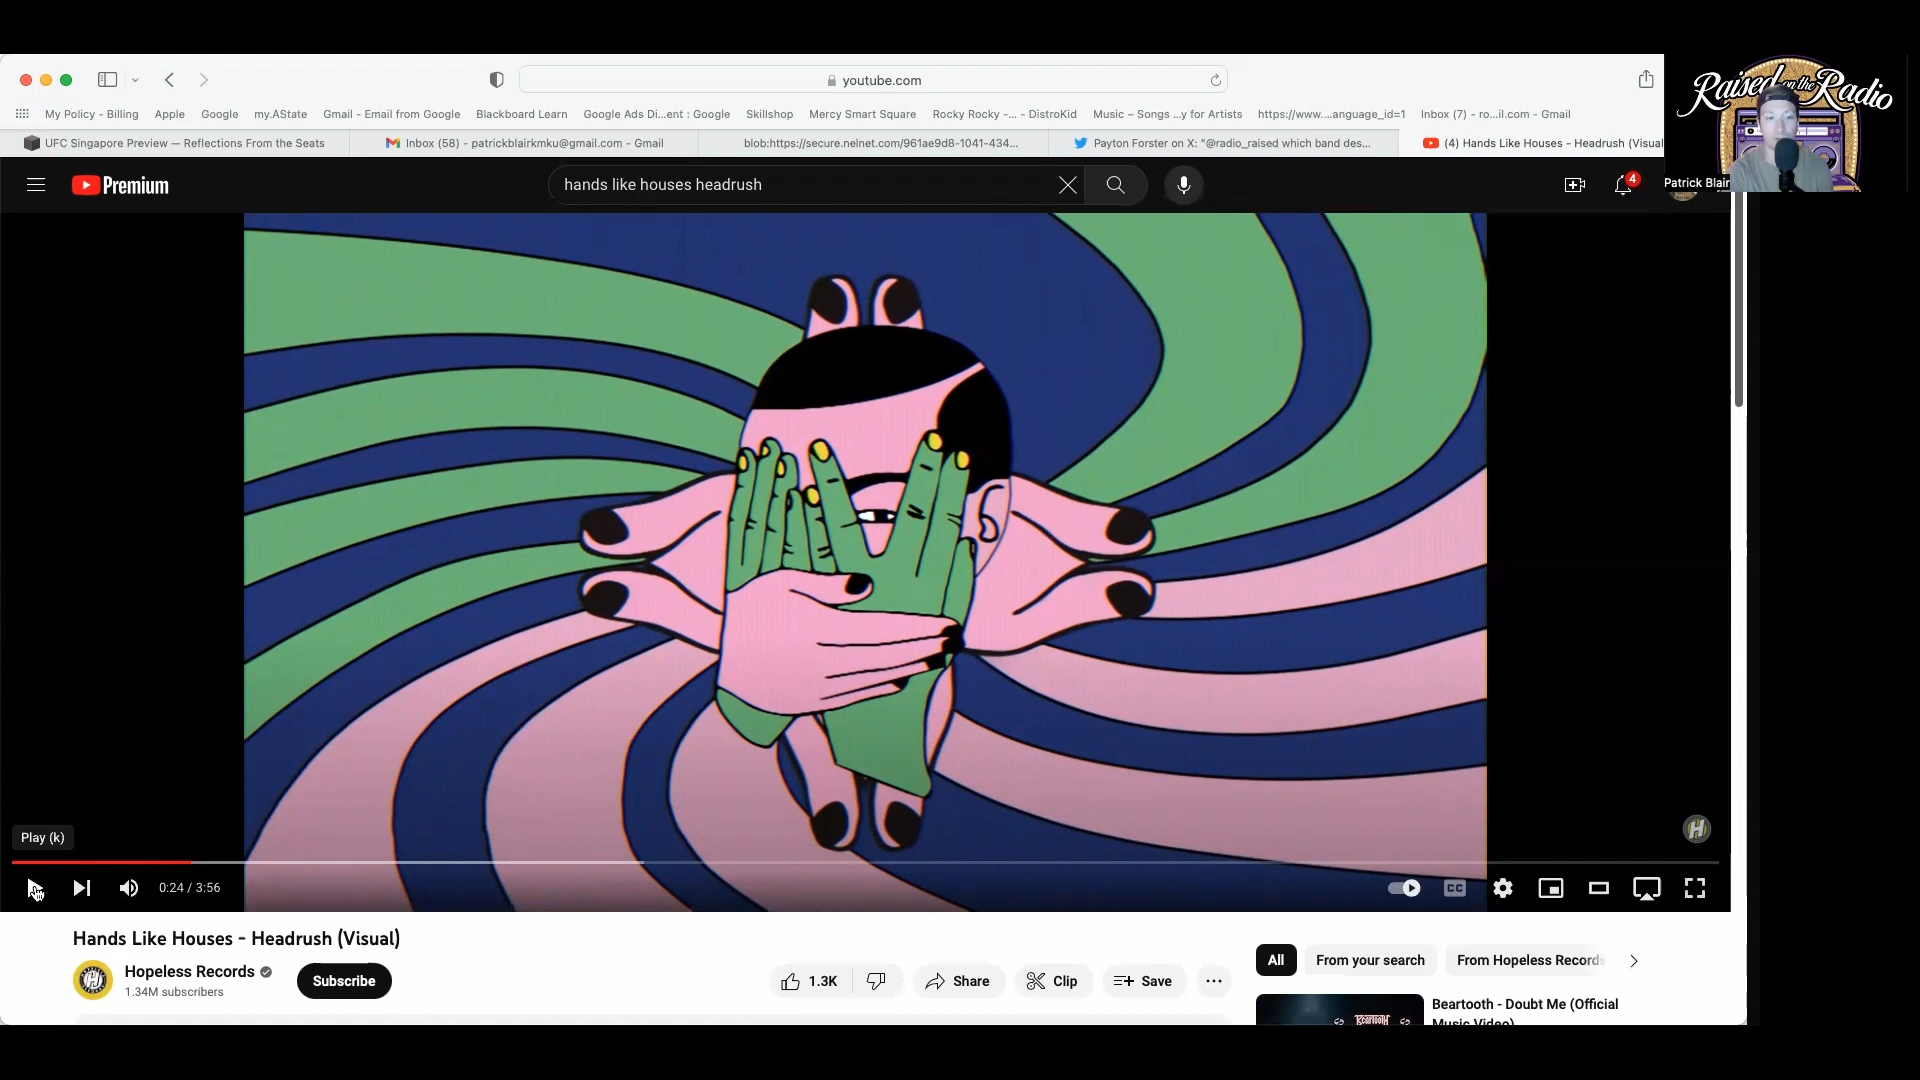 youtube.com
My Policy - Billing Apple Google my.AState Gmail - Email from Google Blackboard Learn Google Ads Di...ent : Google Skillshop Mercy Smart Square Rocky Rocky -... - DistroKid Music – Songs ...y for Artists https://www....anguage_id=1 Inbox (7) - ro...il.com - Gmail
UFC Singapore Preview — Reflections From the Seats Inbox (58) - patrickblairkmku@gmail.com - Gmail blob:https://secure.nelnet.com/961ae9d8-1041-434... Payton Forster on X: "@radio_raised which band des... (4) Hands Like Houses - Headrush (Visual
Raised on the Radio
Patrick Blair
Premium hands like houses headrush 4
Play (k)
H
0:24 / 3:56 CC
Hands Like Houses - Headrush (Visual)
Hopeless Records
1.34M subscribers
Subscribe 1.3K Share Clip Save
All From your search From Hopeless Records
Beartooth - Doubt Me (Official
Music Video)
BEARTOOTH